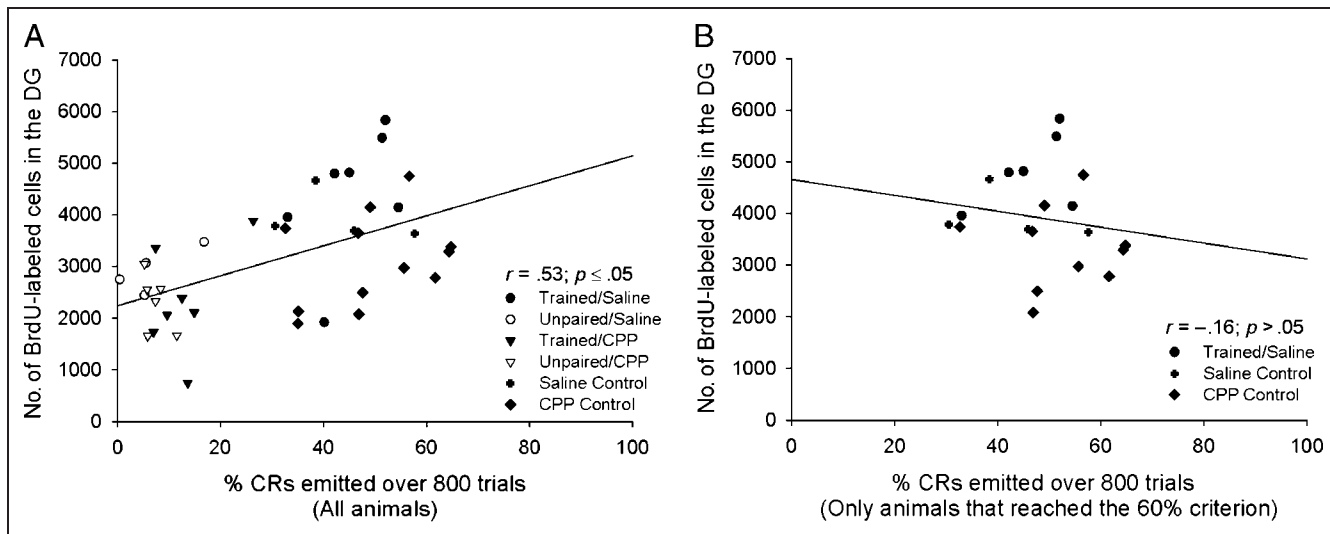 A
No. of BrdU-labeled cells in the DG
7000
6000
5000
4000
3000
2000
1000
0
0 20 40 60 80 100
r = .53; p ≤ .05
Trained/Saline
Unpaired/Saline
Trained/CPP
Unpaired/CPP
Saline Control
CPP Control
% CRs emitted over 800 trials
(All animals)
B
No. of BrdU-labeled cells in the DG
7000
6000
5000
4000
3000
2000
1000
0
0 20 40 60 80 100
r = –.16; p > .05
Trained/Saline
Saline Control
CPP Control
% CRs emitted over 800 trials
(Only animals that reached the 60% criterion)